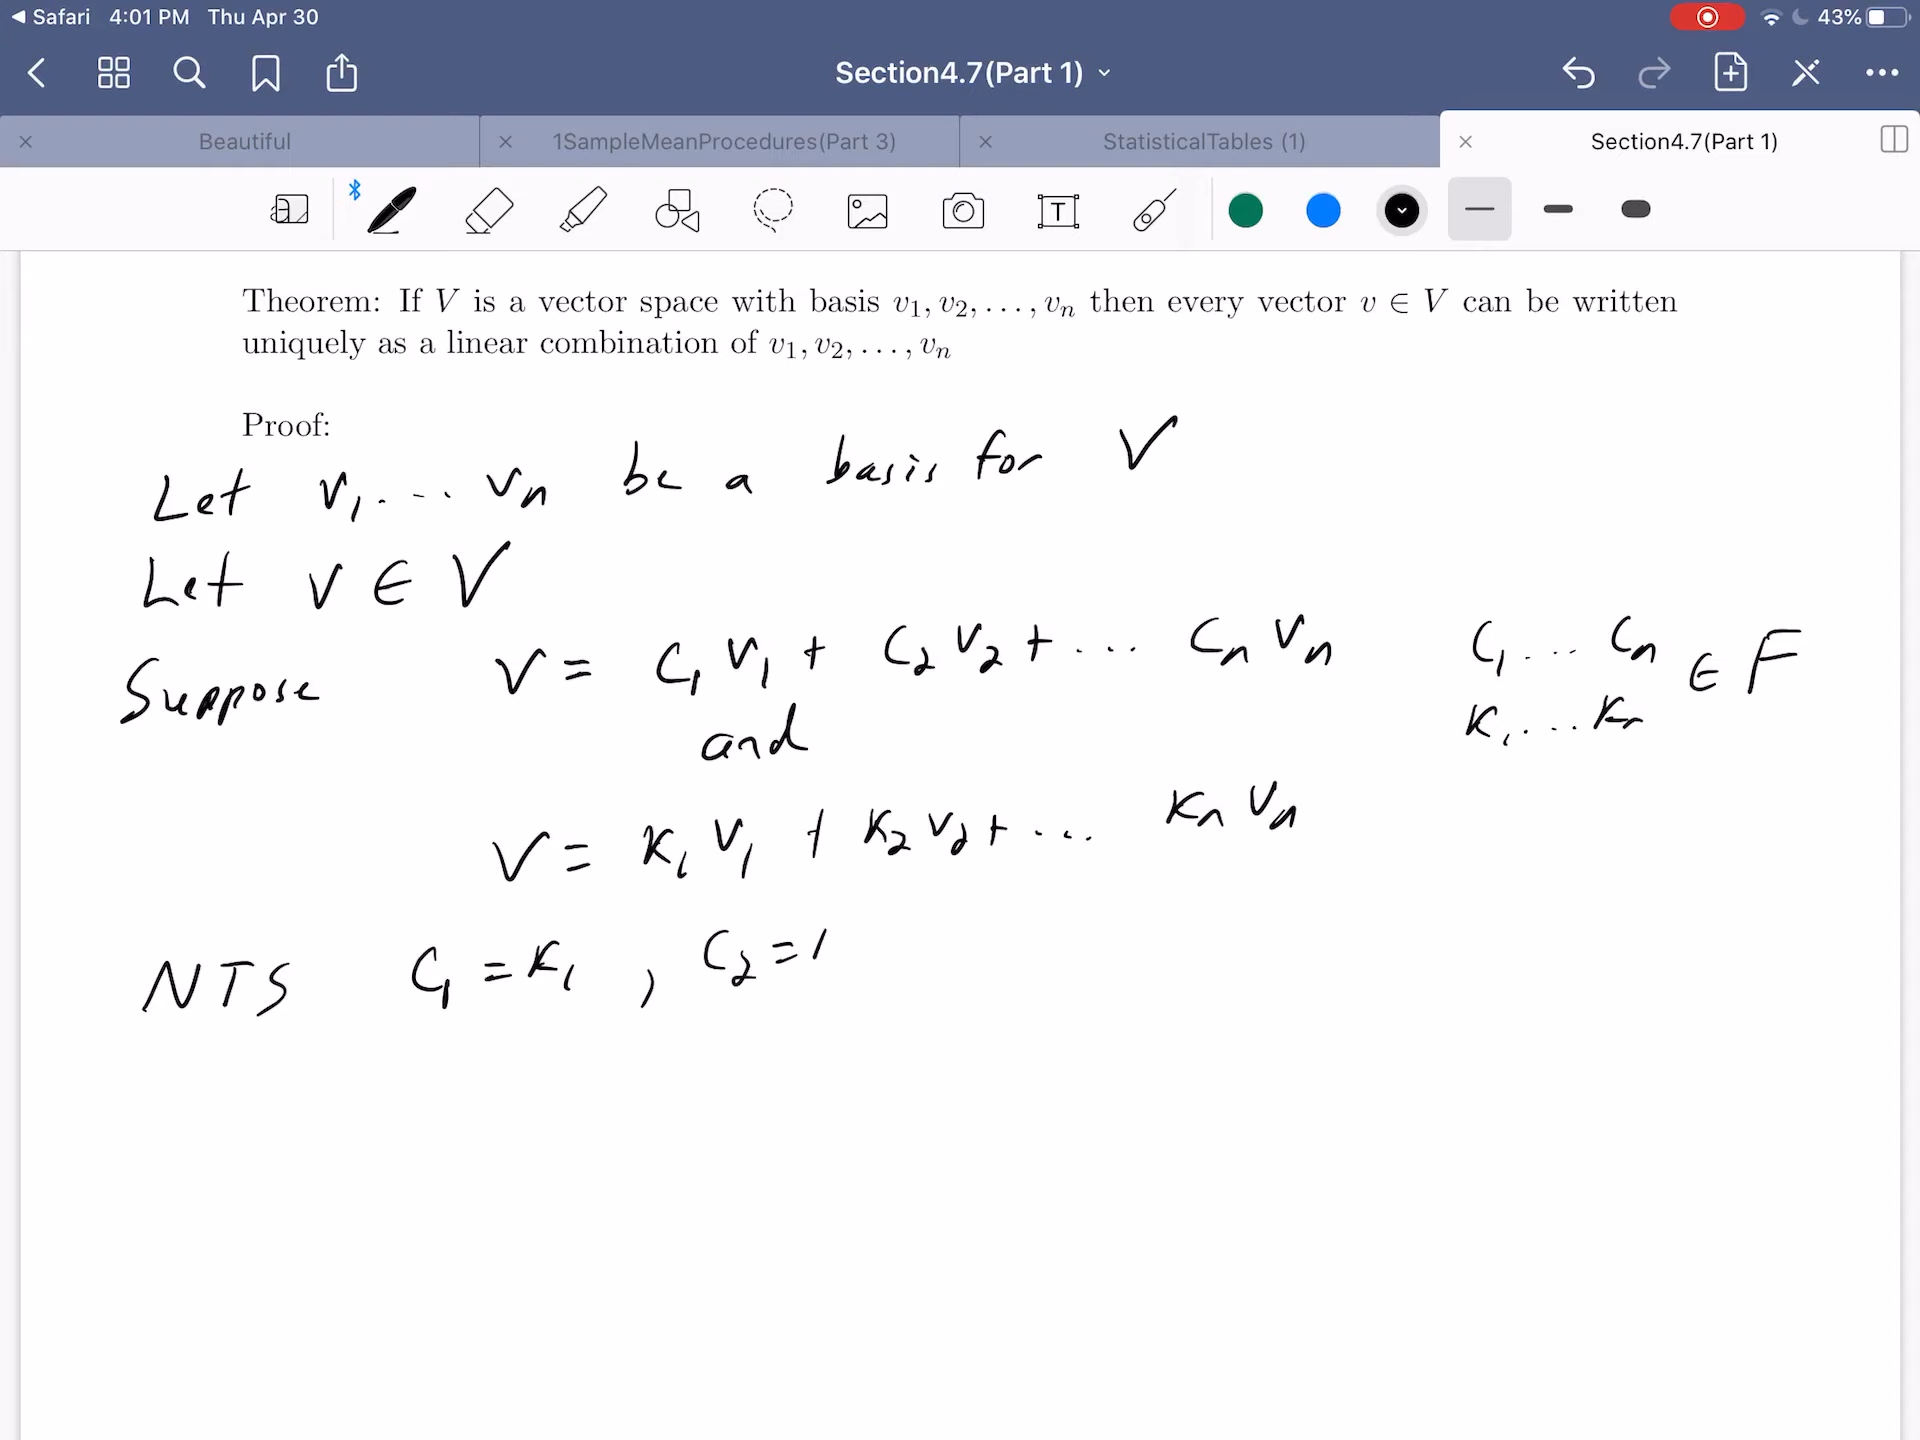 Safari 4:01 PM Thu Apr 30 43%
Section4.7(Part 1)
Beautiful 1SampleMeanProcedures(Part 3) StatisticalTables (1) Section4.7(Part 1)
Theorem: If V is a vector space with basis v₁, v₂, . . . , vₙ then every vector v ∈ V can be written
uniquely as a linear combination of v₁, v₂, . . . , vₙ
Proof:
Let v₁ . . . . vₙ be a basis for V
Let v ∈ V
Suppose v = c₁ v₁ + c₂ v₂ + . . . cₙ vₙ c₁ . . . cₙ ∈ F
and k₁ . . . kₙ
v = k₁ v₁ + k₂ v₂ + . . . kₙ vₙ
NTS c₁ = k₁ , c₂ =